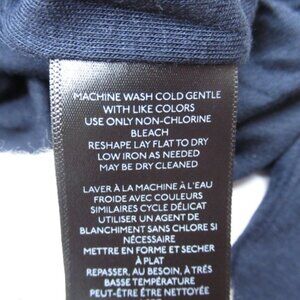 MACHINE WASH COLD GENTLE
WITH LIKE COLORS
USE ONLY NON-CHLORINE
BLEACH
RESHAPE LAY FLAT TO DRY
LOW IRON AS NEEDED
MAY BE DRY CLEANED
LAVER À LA MACHINE À L'EAU
FROIDE AVEC COULEURS
SIMILAIRES CYCLE DÉLICAT
UTILISER UN AGENT DE
BLANCHIMENT SANS CHLORE SI
NÉCESSAIRE
METTRE EN FORME ET SECHER
À PLAT
REPASSER, AU BESOIN, À TRÉS
BASSE TEMPÉRATURE
PEUT-ÊTRE ÊTRE NETTOYÉE